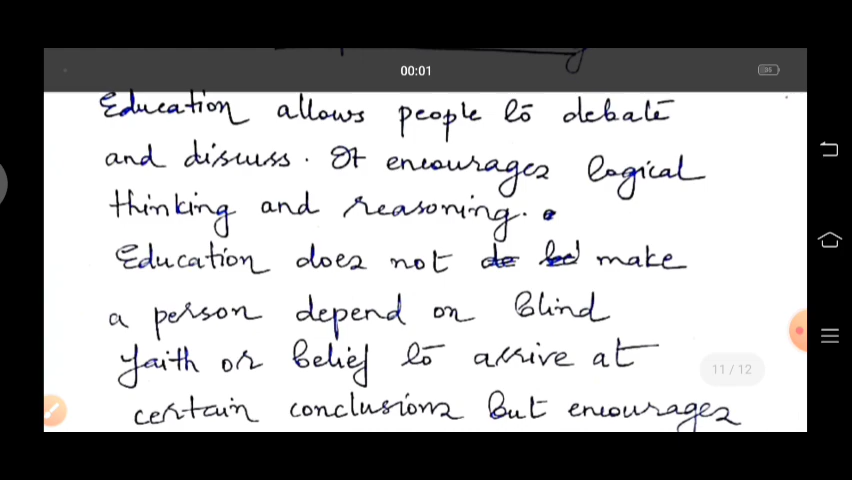 00:01
Education allows people to debate
and discuss. It encourages logical
thinking and reasoning.
Education does not make
a person depend on blind
faith or belief to arrive at
11 / 12
certain conclusions but encourages